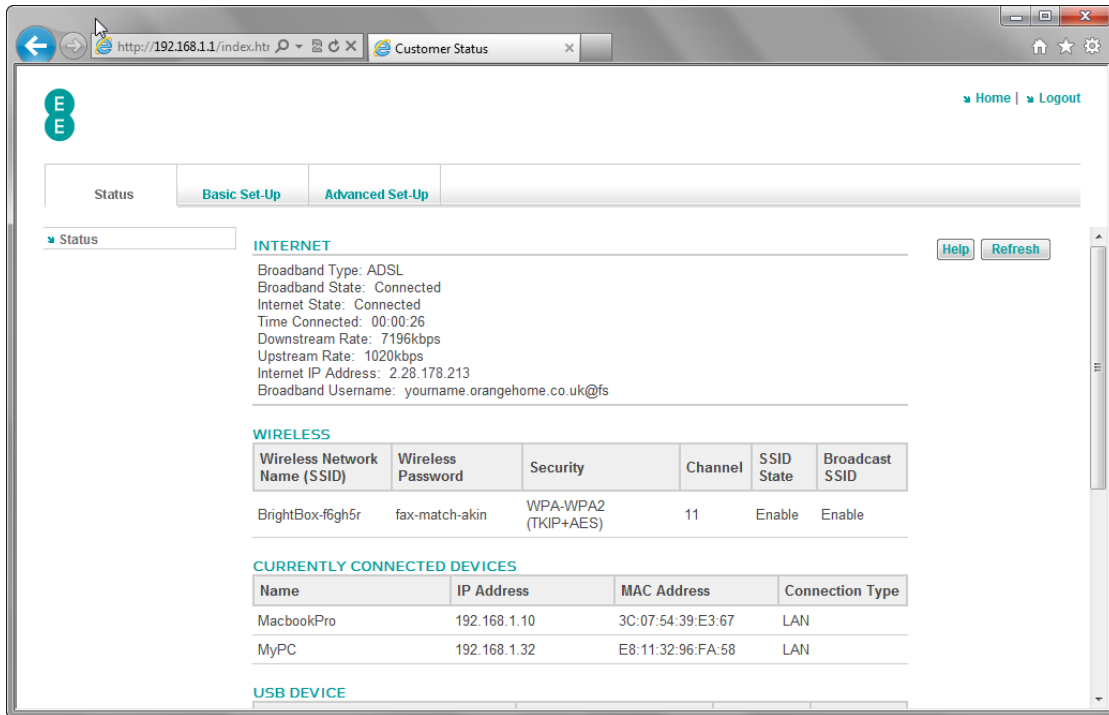 http://192.168.1.1/index.htr
Customer Status
E
E
Home | Logout
Status
Basic Set-Up
Advanced Set-Up
Status
INTERNET
Help
Refresh
Broadband Type: ADSL
Broadband State: Connected
Internet State: Connected
Time Connected: 00:00:26
Downstream Rate: 7196kbps
Upstream Rate: 1020kbps
Internet IP Address: 2.28.178.213
Broadband Username: yourname.orangehome.co.uk@fs
WIRELESS
Wireless Network Name (SSID) Wireless Password Security Channel SSID State Broadcast SSID
BrightBox-f6gh5r fax-match-akin WPA-WPA2 (TKIP+AES) 11 Enable Enable
CURRENTLY CONNECTED DEVICES
Name IP Address MAC Address Connection Type
MacbookPro 192.168.1.10 3C:07:54:39:E3:67 LAN
MyPC 192.168.1.32 E8:11:32:96:FA:58 LAN
USB DEVICE